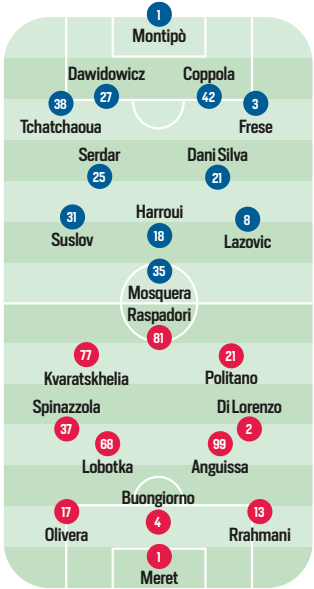 1
Montipò
Dawidowicz Coppola
38 27 42 3
Tchatchaoua Frese
Serdar Dani Silva
25 21
31 Harroui 8
Suslov 18 Lazovic
35
Mosquera
Raspadori
81
77 21
Kvaratskhelia Politano
Spinazzola Di Lorenzo
37 2
68 99
Lobotka Anguissa
Buongiorno
17 4 13
Olivera Rrahmani
1
Meret